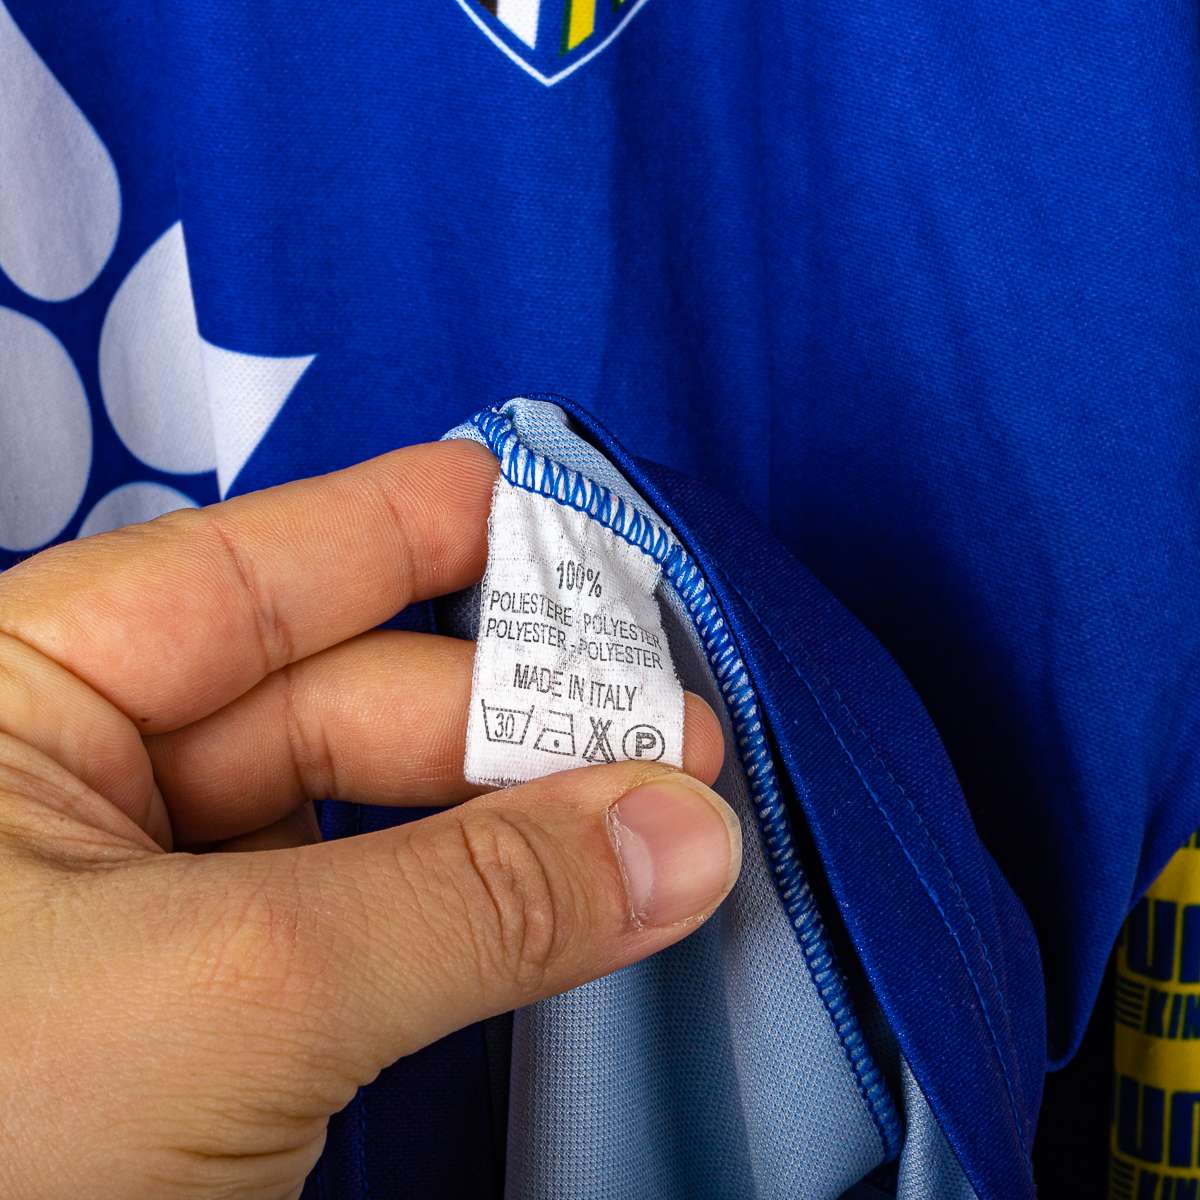 100%
POLIESTERE - POLYESTER
POLYESTER - POLYESTER
MADE IN ITALY
30
P